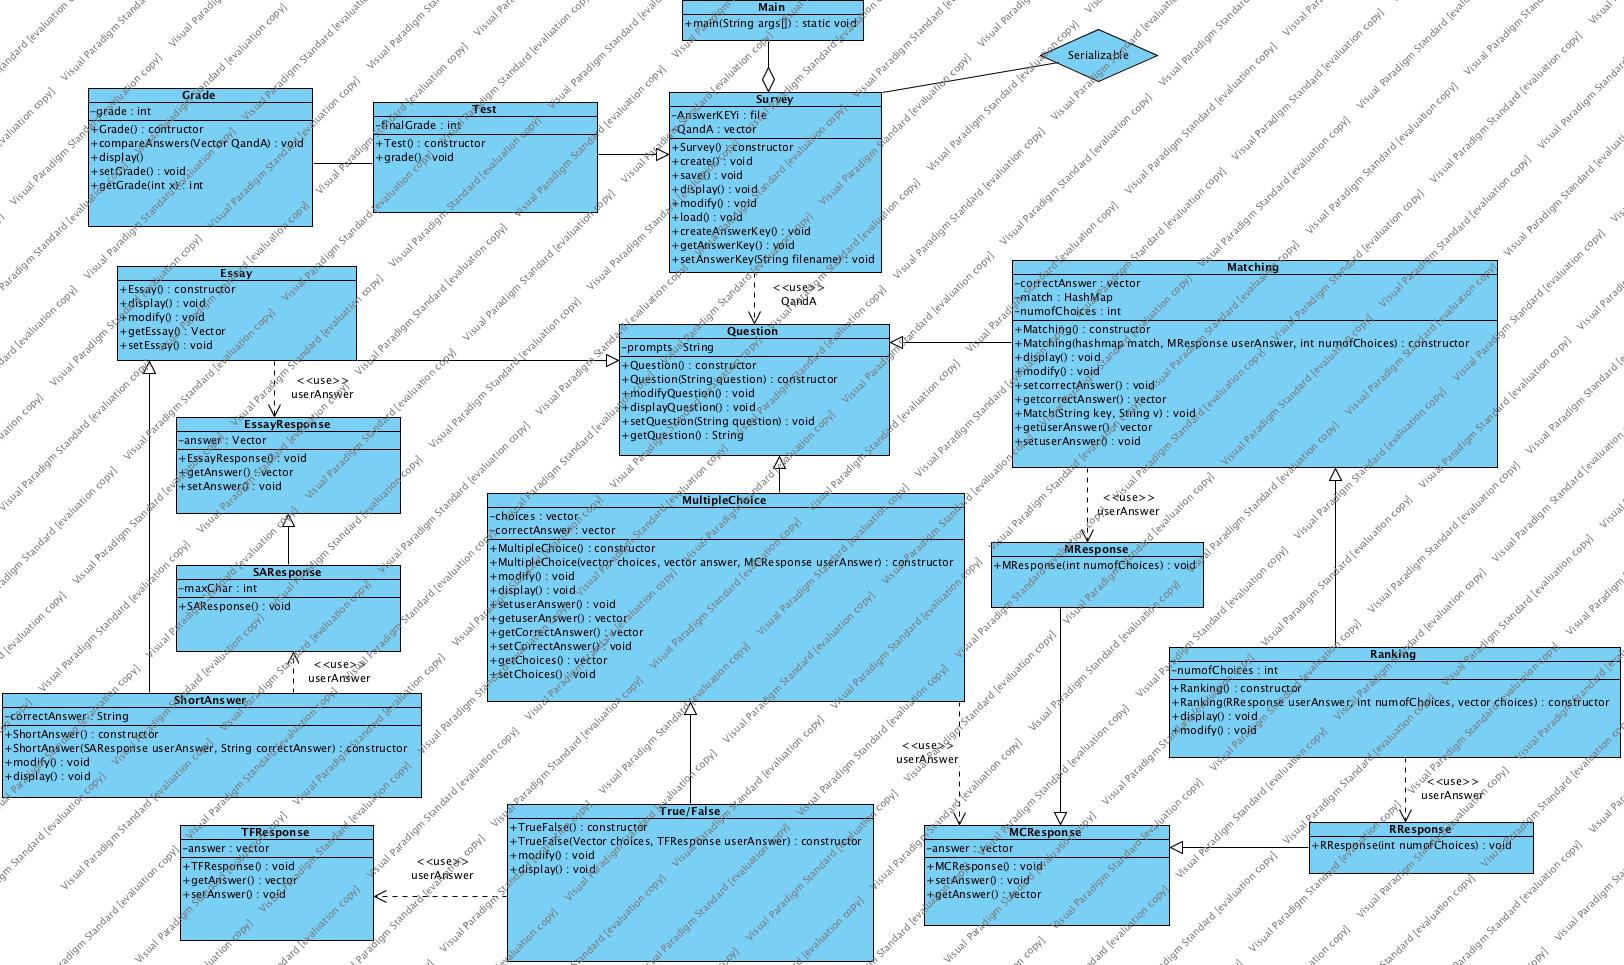 Main
+main(String args[]) : static void
Serializable
Grade
-grade : int
+Grade() : contructor
+compareAnswers(Vector QandA) : void
+display()
+setGrade() : void
+getGrade(int x) : int
Test
-finalGrade : int
+Test() : constructor
+grade() : void
Survey
-AnswerKEYi : file
-QandA : vector
+Survey() : constructor
+create() : void
+save() : void
+display() : void
+modify() : void
+load() : void
+createAnswerKey() : void
+getAnswerKey() : void
+setAnswerKey(String filename) : void
<<use>>
QandA
Essay
+Essay() : constructor
+display() : void
+modify() : void
+getEssay() : Vector
+setEssay() : void
<<use>>
userAnswer
Question
-prompts : String
+Question() : constructor
+Question(String question) : constructor
+modifyQuestion() : void
+displayQuestion() : void
+setQuestion(String question) : void
+getQuestion() : String
Matching
-correctAnswer : vector
-match : HashMap
-numofChoices : int
+Matching() : constructor
+Matching(hashmap match, MResponse userAnswer, int numofChoices) : constructor
+display() : void
+modify() : void
+setcorrectAnswer() : void
+getcorrectAnswer() : vector
+Match(String key, String v) : void
+getuserAnswer() : vector
+setuserAnswer() : void
EssayResponse
-answer : Vector
+EssayResponse() : void
+getAnswer() : vector
+setAnswer() : void
SAResponse
-maxChar : int
+SAResponse() : void
<<use>>
userAnswer
MultipleChoice
-choices : vector
-correctAnswer : vector
+MultipleChoice() : constructor
+MultipleChoice(vector choices, vector answer, MCResponse userAnswer) : constructor
+modify() : void
+display() : void
+setuserAnswer() : void
+getuserAnswer() : vector
+getCorrectAnswer() : vector
+setCorrectAnswer() : void
+getChoices() : vector
+setChoices() : void
<<use>>
userAnswer
MResponse
+MResponse(int numofChoices) : void
Ranking
-numofChoices : int
+Ranking() : constructor
+Ranking(RResponse userAnswer, int numofChoices, vector choices) : constructor
+display() : void
+modify() : void
ShortAnswer
-correctAnswer : String
+ShortAnswer() : constructor
+ShortAnswer(SAResponse userAnswer, String correctAnswer) : constructor
+modify() : void
+display() : void
<<use>>
userAnswer
<<use>>
userAnswer
True/False
+TrueFalse() : constructor
+TrueFalse(Vector choices, TFResponse userAnswer) : constructor
+modify() : void
+display() : void
<<use>>
userAnswer
TFResponse
-answer : vector
+TFResponse() : void
+getAnswer() : vector
+setAnswer() : void
MCResponse
-answer : vector
+MCResponse() : void
+setAnswer() : void
+getAnswer() : vector
RResponse
+RResponse(int numofChoices) : void
Visual Paradigm Standard [evaluation copy]